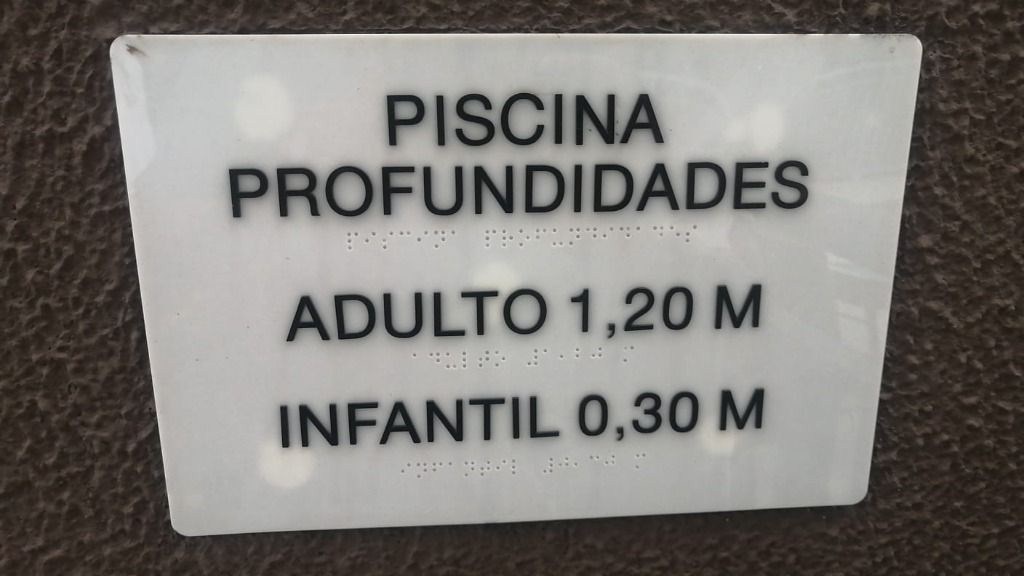 PISCINA
PROFUNDIDADES
ADULTO 1,20 M
INFANTIL 0,30 M